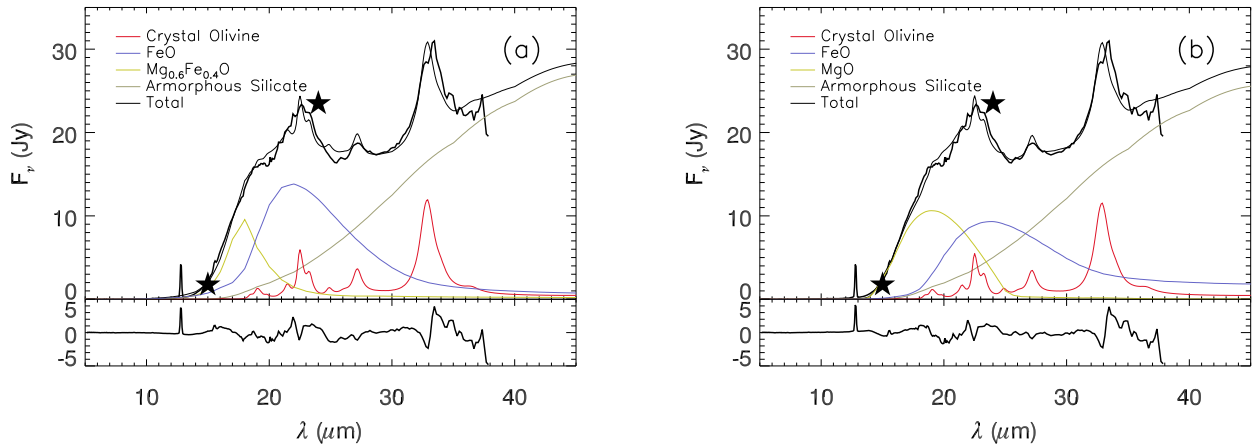 (a)
Crystal Olivine
FeO
Mg0.6Fe0.4O
Armorphous Silicate
Total
Fν (Jy)
30
20
10
0
5
0
-5
10 20 30 40
λ (μm)
(b)
Crystal Olivine
FeO
MgO
Armorphous Silicate
Total
Fν (Jy)
30
20
10
0
5
0
-5
10 20 30 40
λ (μm)